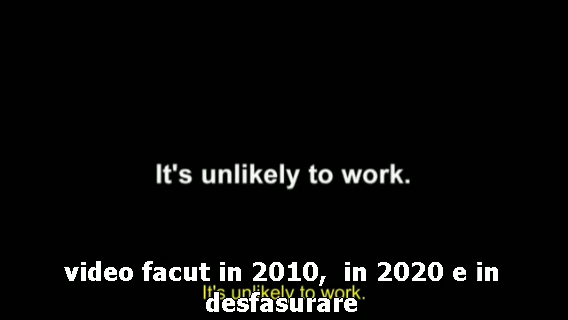 It's unlikely to work.
video facut in 2010,  in 2020 e in
It's unlikely to work.
desfasurare